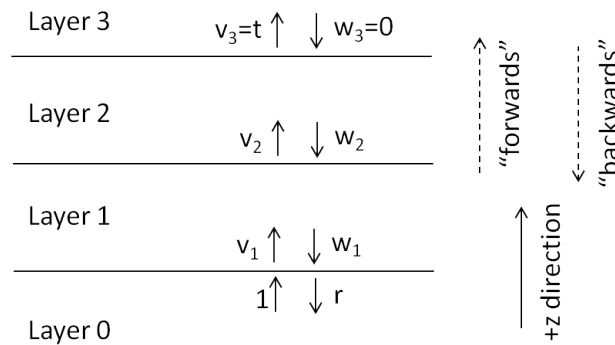 Layer 3
v₃=t
w₃=0
Layer 2
v₂
w₂
Layer 1
v₁
w₁
1
r
Layer 0
“forwards”
“backwards”
+z direction